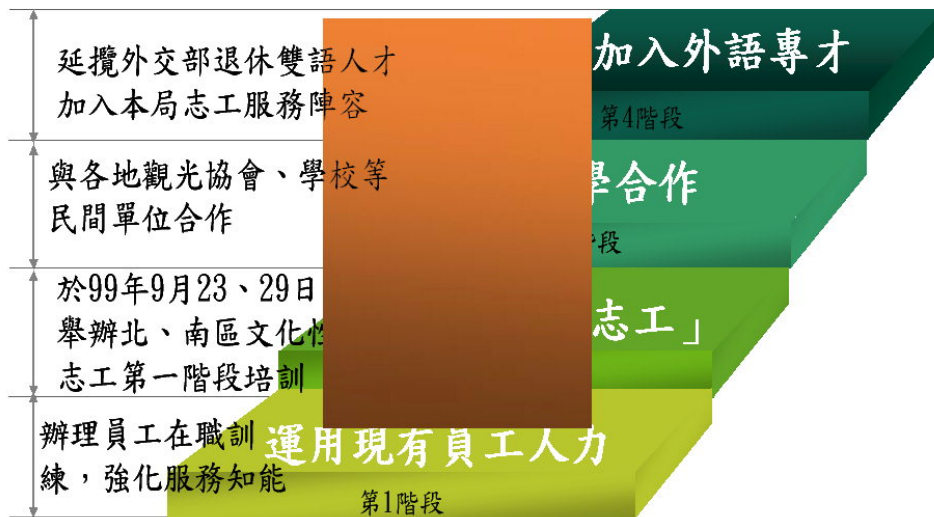 延攬外交部退休雙語人才
加入本局志工服務陣容
加入外語專才
第4階段
與各地觀光協會、學校等
民間單位合作
學合作
階段
於99年9月23、29日
舉辦北、南區文化性
志工第一階段培訓
志工」
辦理員工在職訓
練，強化服務知能
運用現有員工人力
第1階段